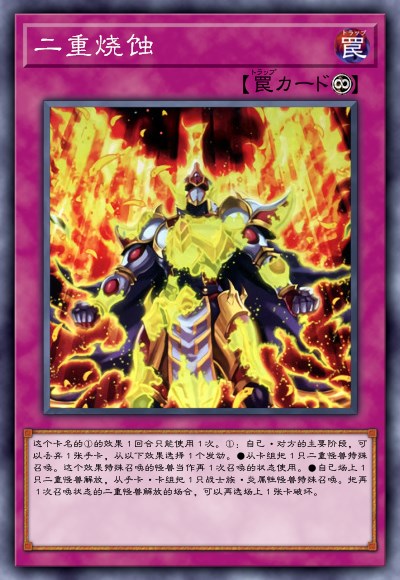 二重烧蚀
トラップ
罠
トラップ
【罠カード】
这个卡名的①的效果1回合只能使用1次。①：自己·对方的主要阶段，可
以丢弃1张手卡，从以下效果选择1个发动。●从卡组把1只二重怪兽特殊
召唤。这个效果特殊召唤的怪兽当作再1次召唤的状态使用。●自己场上1
只二重怪兽解放，从手卡·卡组把1只战士族·炎属性怪兽特殊召唤。把再
1次召唤状态的二重怪兽解放的场合，可以再选场上1张卡破坏。